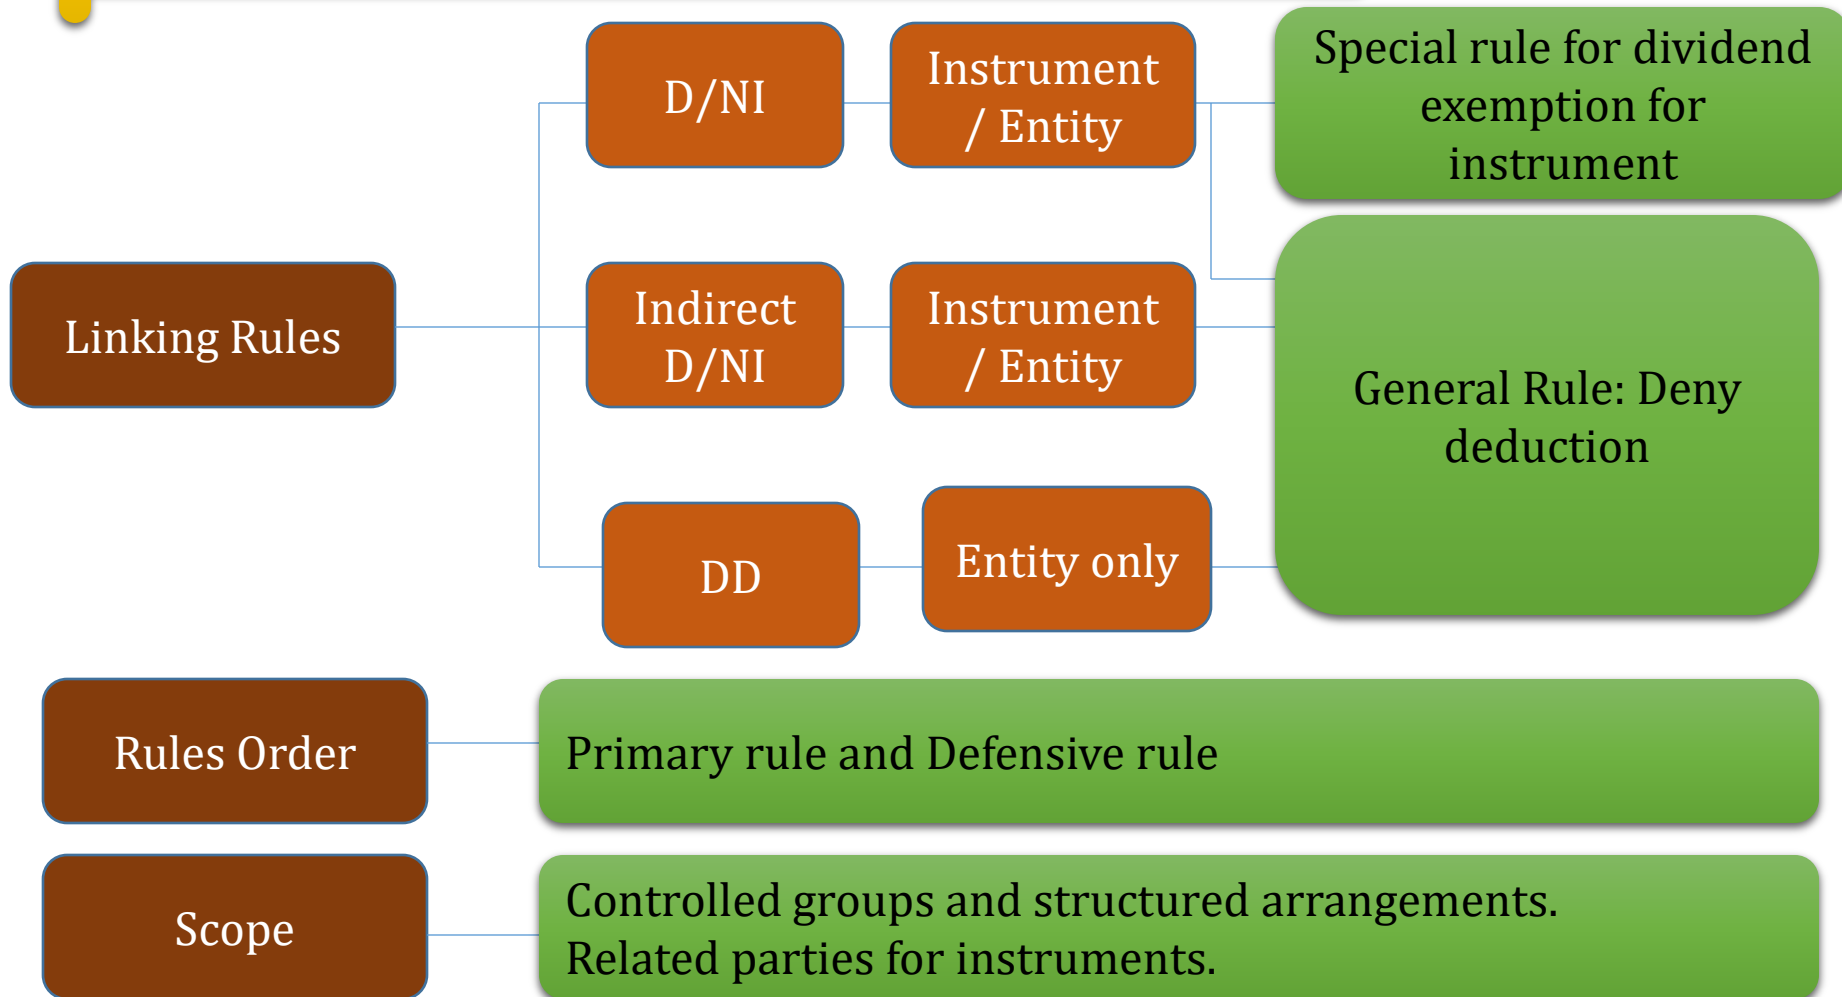 D/NI
Instrument
/ Entity
Special rule for dividend
exemption for
instrument
Linking Rules
Indirect
D/NI
Instrument
/ Entity
General Rule: Deny
deduction
DD
Entity only
Rules Order
Primary rule and Defensive rule
Scope
Controlled groups and structured arrangements.
Related parties for instruments.